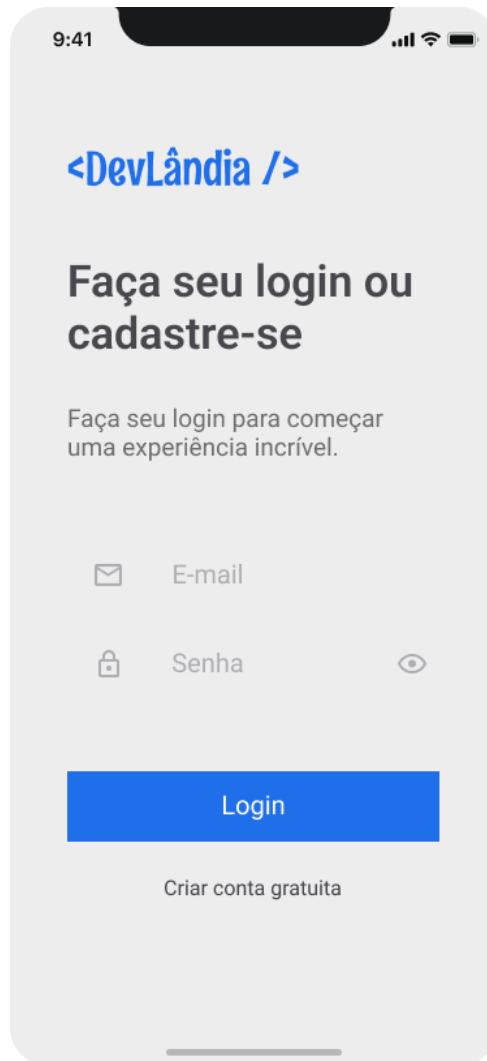 9:41
<DevLândia />
Faça seu login ou
cadastre-se
Faça seu login para começar
uma experiência incrível.
E-mail
Senha
Login
Criar conta gratuita